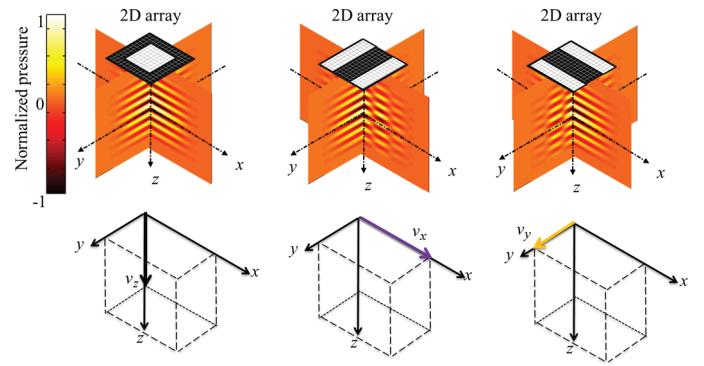 2D array
2D array
2D array
Normalized pressure
1
0
-1
y
z
x
y
z
x
y
z
x
y
v_z
z
x
y
v_x
z
x
v_y
y
z
x